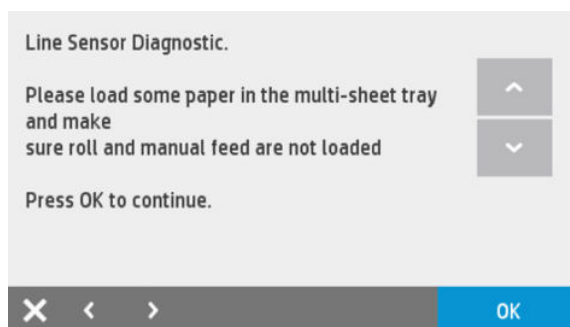 Line Sensor Diagnostic.
Please load some paper in the multi-sheet tray
and make
sure roll and manual feed are not loaded
Press OK to continue.
OK